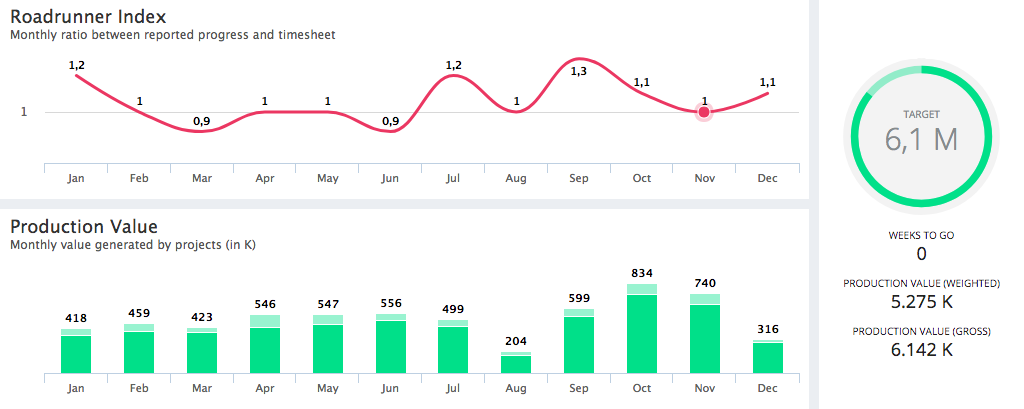 Roadrunner Index
Monthly ratio between reported progress and timesheet
1,2 1 0,9 1 1 0,9 1,2 1 1,3 1,1 1 1,1
1
Jan Feb Mar Apr May Jun Jul Aug Sep Oct Nov Dec
Production Value
Monthly value generated by projects (in K)
418 459 423 546 547 556 499 204 599 834 740 316
Jan Feb Mar Apr May Jun Jul Aug Sep Oct Nov Dec
TARGET
6,1 M
WEEKS TO GO
0
PRODUCTION VALUE (WEIGHTED)
5.275 K
PRODUCTION VALUE (GROSS)
6.142 K